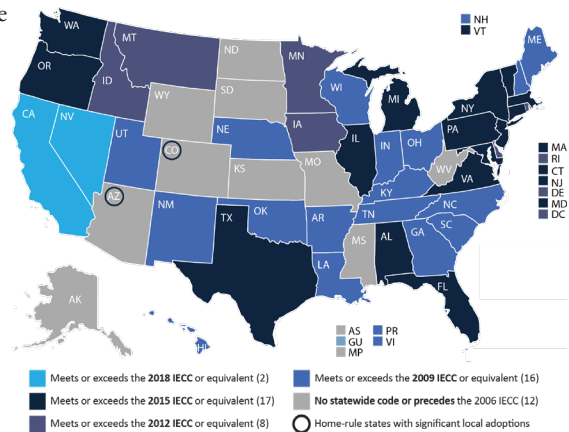 e
NH
VT
WA
MT
ND
MN
ME
OR
ID
SD
WI
MI
NY
WY
CA
NV
UT
NE
IA
IL
IN
OH
PA
CO
KS
MO
WV
VA
KY
MA
RI
CT
NJ
DE
MD
DC
AZ
NM
OK
AR
TN
NC
SC
TX
MS
AL
GA
LA
FL
AK
HI
AS
PR
GU
VI
MP
Meets or exceeds the 2018 IECC or equivalent (2)
Meets or exceeds the 2009 IECC or equivalent (16)
Meets or exceeds the 2015 IECC or equivalent (17)
No statewide code or precedes the 2006 IECC (12)
Meets or exceeds the 2012 IECC or equivalent (8)
Home-rule states with significant local adoptions